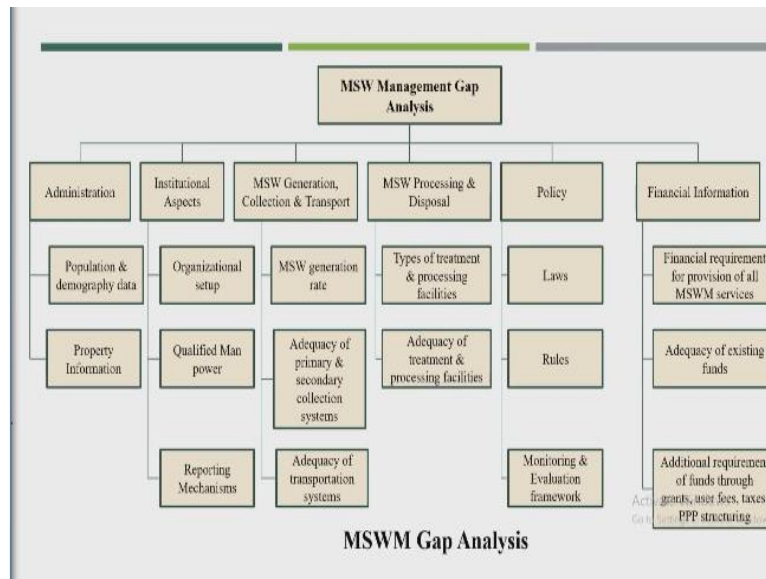 MSW Management Gap
Analysis
Administration
Institutional
Aspects
MSW Generation,
Collection & Transport
MSW Processing &
Disposal
Policy
Financial Information
Population &
demography data
Organizational
setup
MSW generation
rate
Types of treatment
& processing
facilities
Laws
Financial requirement
for provision of all
MSWM services
Property
Information
Qualified Man
power
Adequacy of
primary &
secondary
collection
systems
Adequacy of
treatment &
processing facilities
Rules
Adequacy of existing
funds
Reporting
Mechanisms
Adequacy of
transportation
systems
Monitoring &
Evaluation
framework
Additional requiremen
of funds through
grants, user fees, taxes
PPP structuring
MSWM Gap Analysis